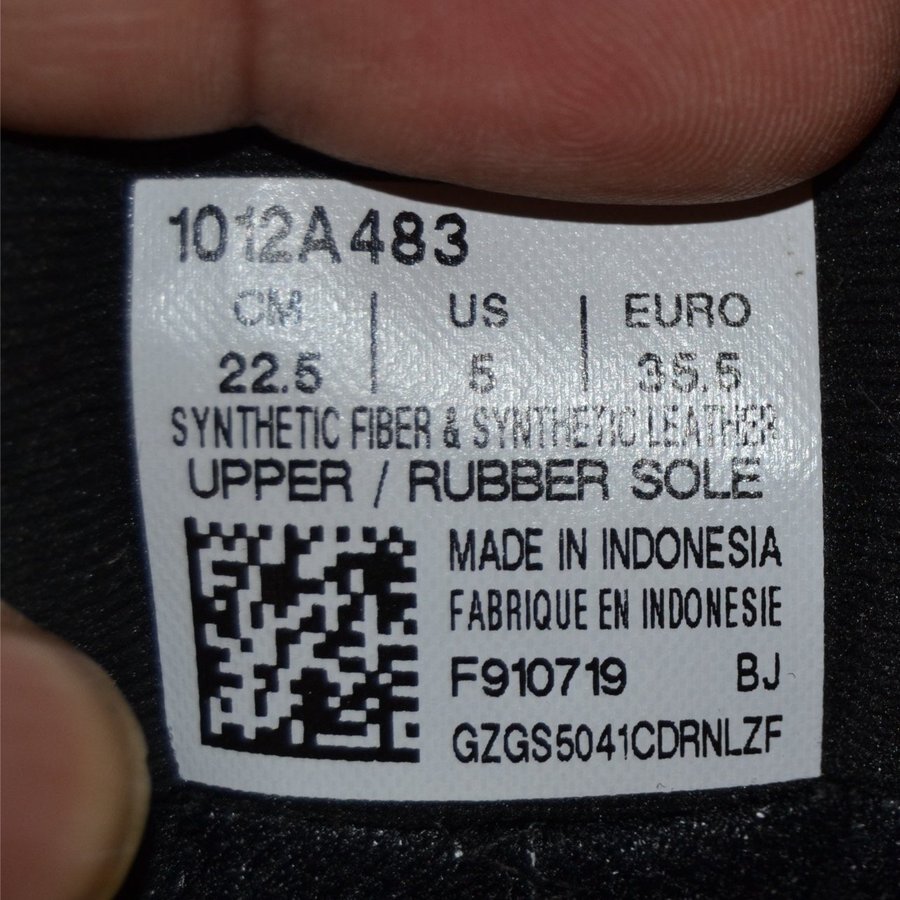 1012A483
CM | US | EURO
22.5 | 5 | 35.5
SYNTHETIC FIBER & SYNTHETIC LEATHER
UPPER / RUBBER SOLE
MADE IN INDONESIA
FABRIQUE EN INDONESIE
F910719 BJ
GZGS5041CDRNLZF